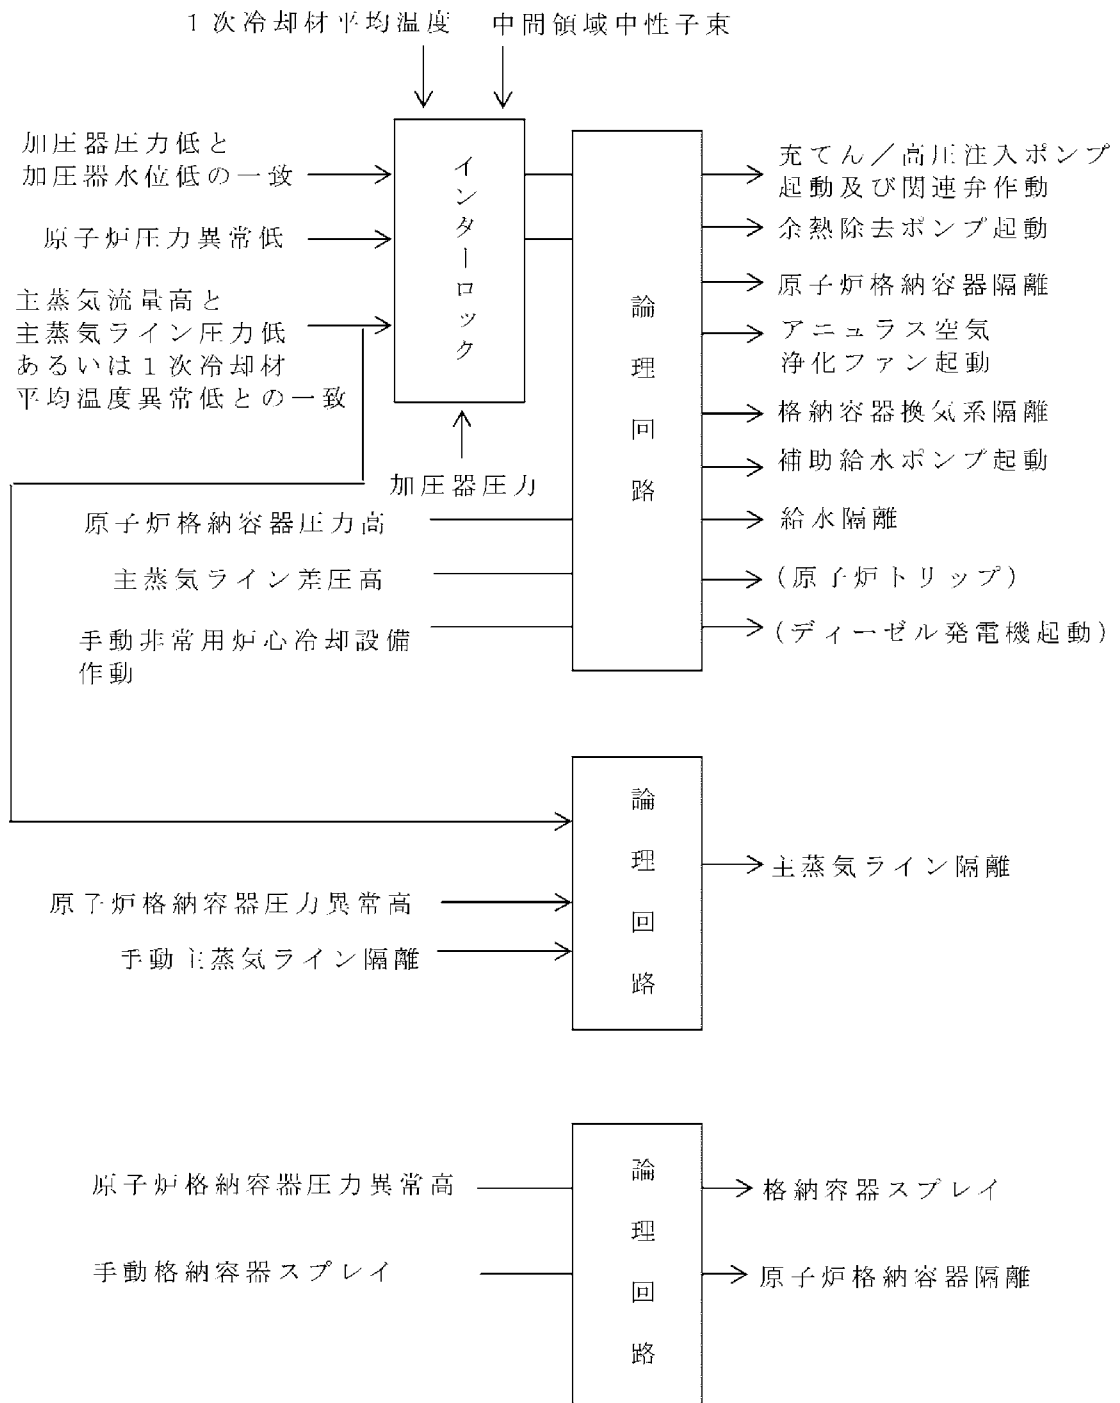 1次冷却材平均温度
中間領域中性子束
加圧器圧力低と
加圧器水位低の一致
原子炉圧力異常低
主蒸気流量高と
主蒸気ライン圧力低
あるいは1次冷却材
平均温度異常低との一致
インターロック
加圧器圧力
原子炉格納容器圧力高
主蒸気ライン差圧高
手動非常用炉心冷却設備
作動
論理回路
充てん/高圧注入ポンプ
起動及び関連弁作動
余熱除去ポンプ起動
原子炉格納容器隔離
アニュラス空気
浄化ファン起動
格納容器換気系隔離
補助給水ポンプ起動
給水隔離
(原子炉トリップ)
(ディーゼル発電機起動)
原子炉格納容器圧力異常高
手動主蒸気ライン隔離
論理回路
主蒸気ライン隔離
原子炉格納容器圧力異常高
手動格納容器スプレイ
論理回路
格納容器スプレイ
原子炉格納容器隔離